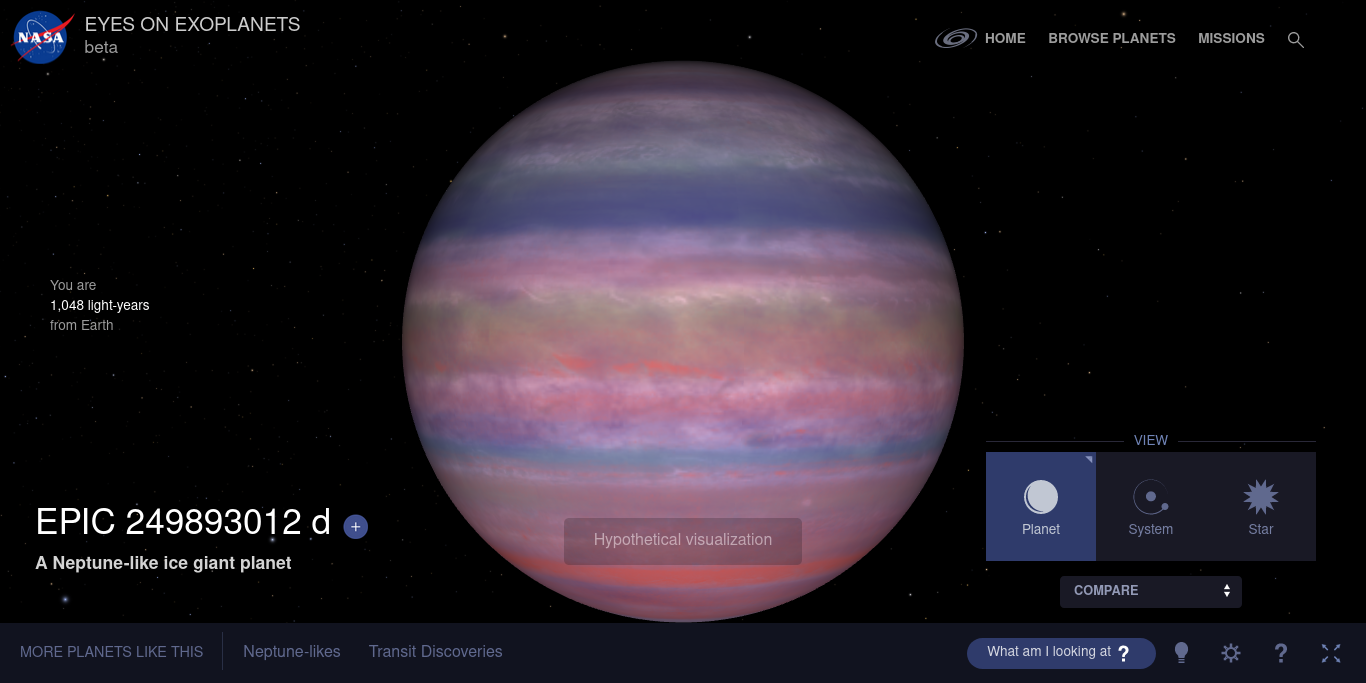 NASA
EYES ON EXOPLANETS
beta
HOME
BROWSE PLANETS
MISSIONS
You are
1,048 light-years
from Earth
EPIC 249893012 d
+
A Neptune-like ice giant planet
Hypothetical visualization
VIEW
Planet
System
Star
COMPARE
MORE PLANETS LIKE THIS
Neptune-likes
Transit Discoveries
What am I looking at ?
?